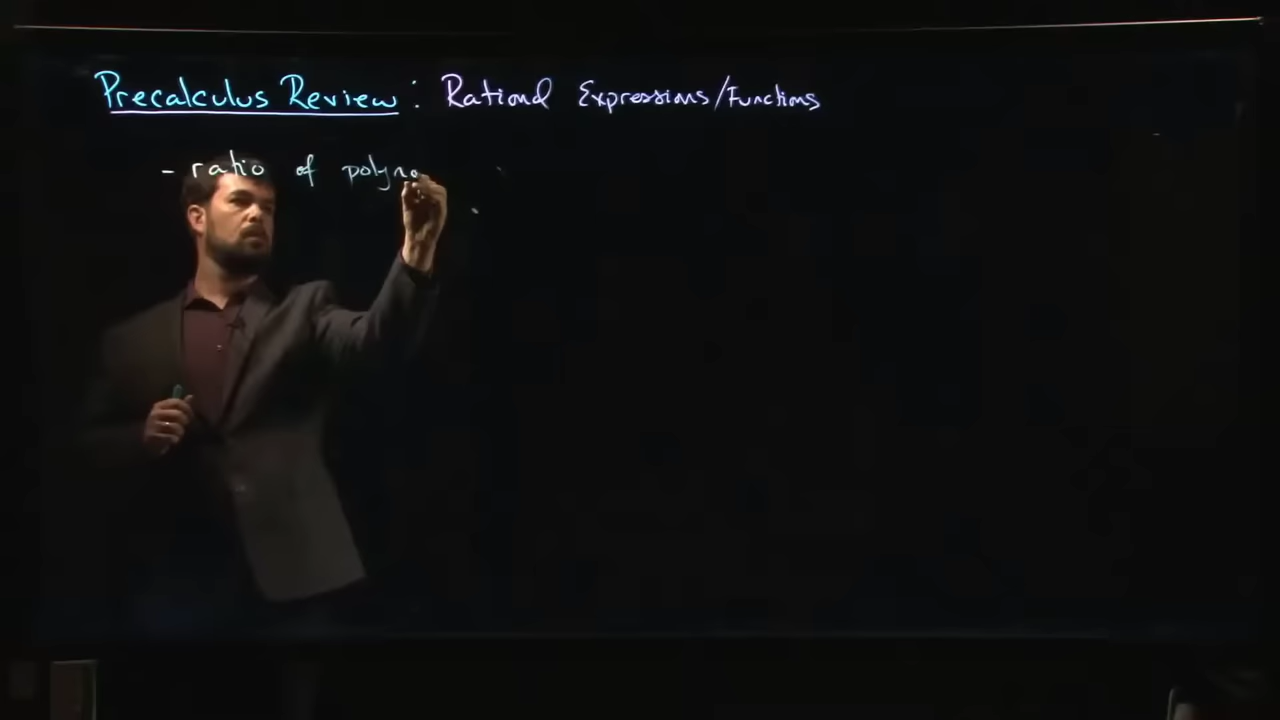 Precalculus Review: Rational Expressions/Functions
- ratio of polyno